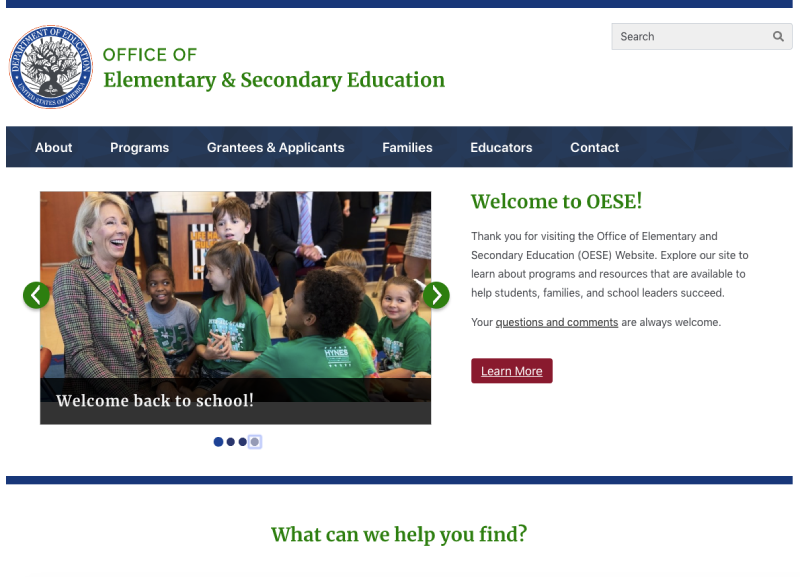 DEPARTMENT OF EDUCATION
UNITED STATES OF AMERICA
OFFICE OF
Elementary & Secondary Education
Search
About Programs Grantees & Applicants Families Educators Contact
HYNES
Welcome back to school!
Welcome to OESE!
Thank you for visiting the Office of Elementary and
Secondary Education (OESE) Website. Explore our site to
learn about programs and resources that are available to
help students, families, and school leaders succeed.
Your questions and comments are always welcome.
Learn More
What can we help you find?